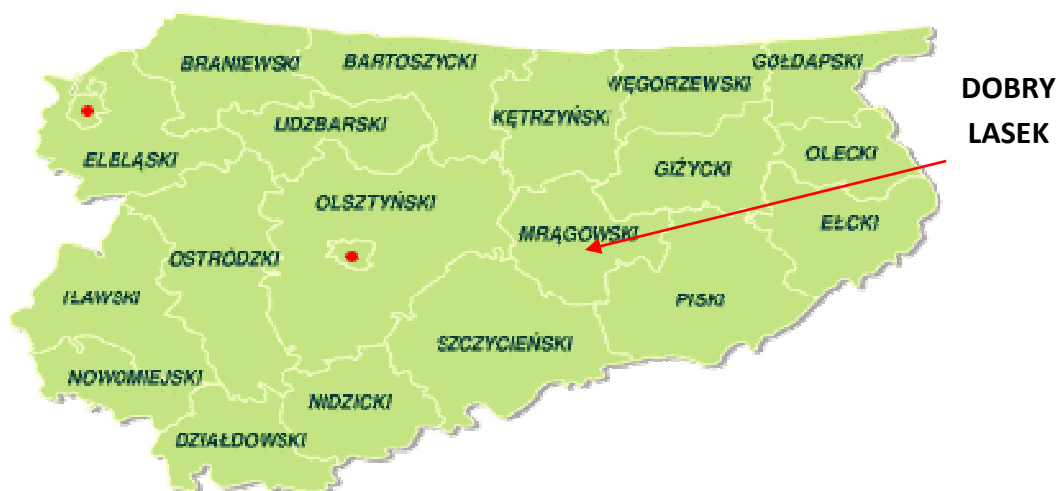 BRANIEWSKI
BARTOSZYCKI
GOŁDAPSKI
WĘGORZEWSKI
DOBRY
LASEK
KĘTRZYŃSKI
LIDZBARSKI
ELBLĄSKI
OLECKI
GIŻYCKI
OLSZTYŃSKI
EŁCKI
MRĄGOWSKI
OSTRÓDZKI
IŁAWSKI
PISKI
SZCZYCIEŃSKI
NOWOMIEJSKI
NIDZICKI
DZIAŁDOWSKI